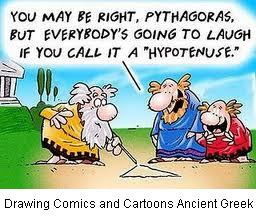 YOU MAY BE RIGHT, PYTHAGORAS,
BUT EVERYBODY'S GOING TO LAUGH
IF YOU CALL IT A "HYPOTENUSE."
Drawing Comics and Cartoons Ancient Greek